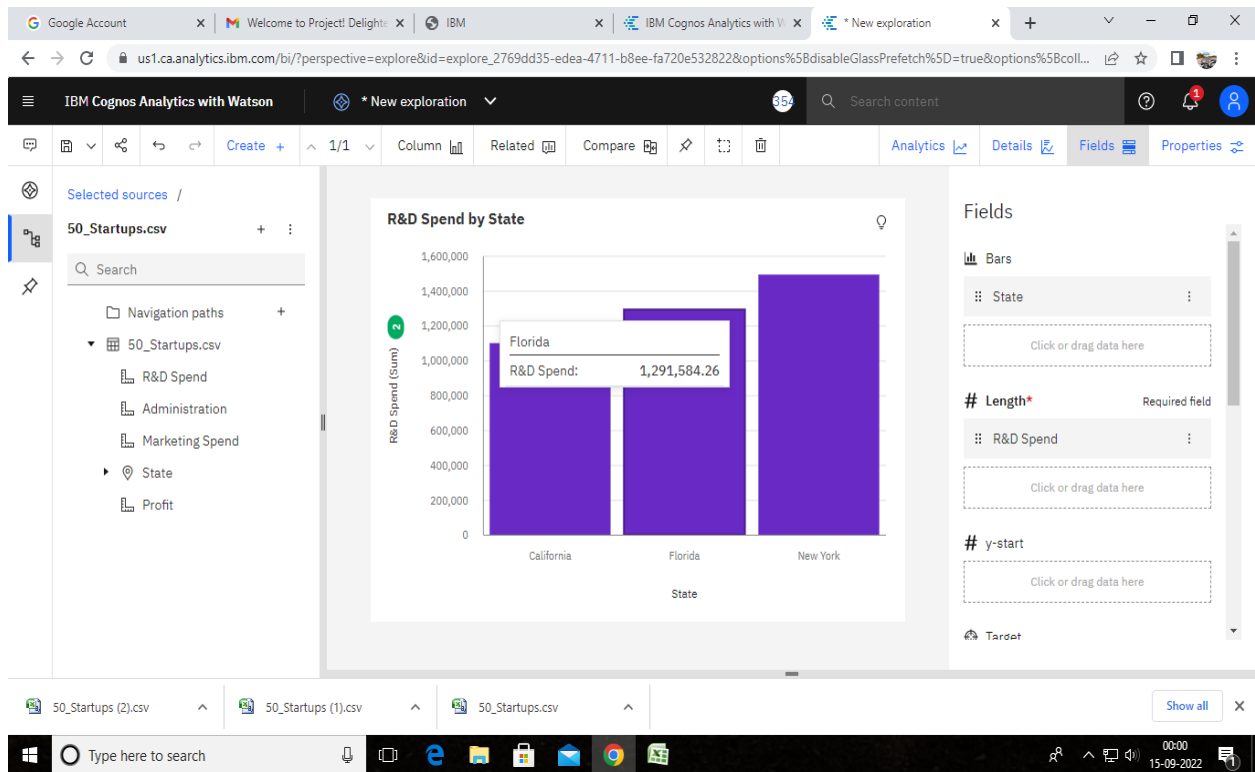 Google Account
Welcome to Project! Delighte
IBM
IBM Cognos Analytics with W
* New exploration
us1.ca.analytics.ibm.com/bi/?perspective=explore&id=explore_2769dd35-edea-4711-b8ee-fa720e532822&options%5BdisableGlassPrefetch%5D=true&options%5Bcoll...
IBM Cognos Analytics with Watson
* New exploration
354
Search content
1
Create +
1/1
Column
Related
Compare
Analytics
Details
Fields
Properties
Selected sources /
50_Startups.csv
Search
Navigation paths
50_Startups.csv
R&D Spend
Administration
Marketing Spend
State
Profit
R&D Spend by State
1,600,000
1,400,000
1,200,000
1,000,000
800,000
600,000
400,000
200,000
0
R&D Spend (Sum)
2
Florida
R&D Spend: 1,291,584.26
California
Florida
New York
State
Fields
Bars
State
Click or drag data here
# Length* Required field
R&D Spend
Click or drag data here
# y-start
Click or drag data here
Target
50_Startups (2).csv
50_Startups (1).csv
50_Startups.csv
Show all
Type here to search
00:00
15-09-2022
1